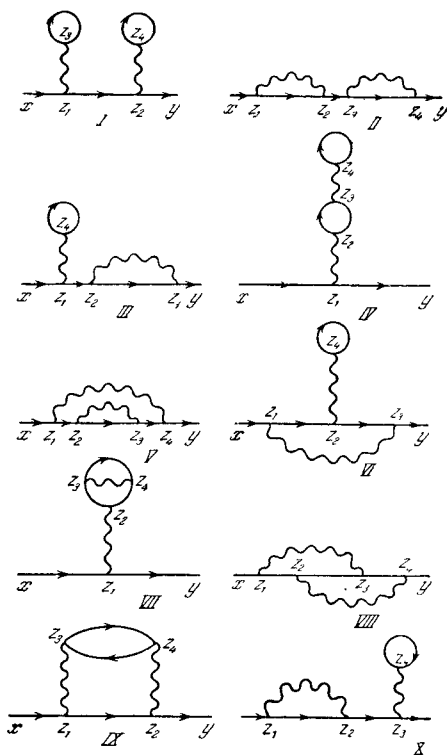 z₃ z₄
x z₁ I z₂ y
x z₁ z₂ z₃ z₄ y
II
z₄
x z₁ z₂ III z₃ y
z₄
z₃
z₂
x z₁ IV y
x z₁ z₂ z₃ z₄ y
V
z₄
x z₁ z₂ z₃ y
VI
z₃ z₄
z₂
x z₁ VII y
x z₁ z₂ z₃ z₄ y
VIII
z₃ z₄
x z₁ IX z₂ y
z₁ z₂ z₃
X